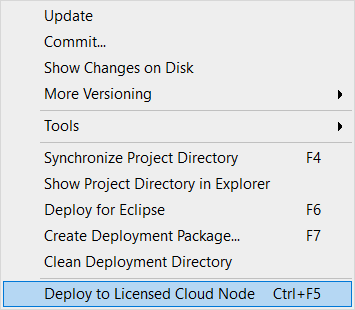 Update
Commit...
Show Changes on Disk
More Versioning
Tools
Synchronize Project Directory F4
Show Project Directory in Explorer
Deploy for Eclipse F6
Create Deployment Package... F7
Clean Deployment Directory
Deploy to Licensed Cloud Node Ctrl+F5